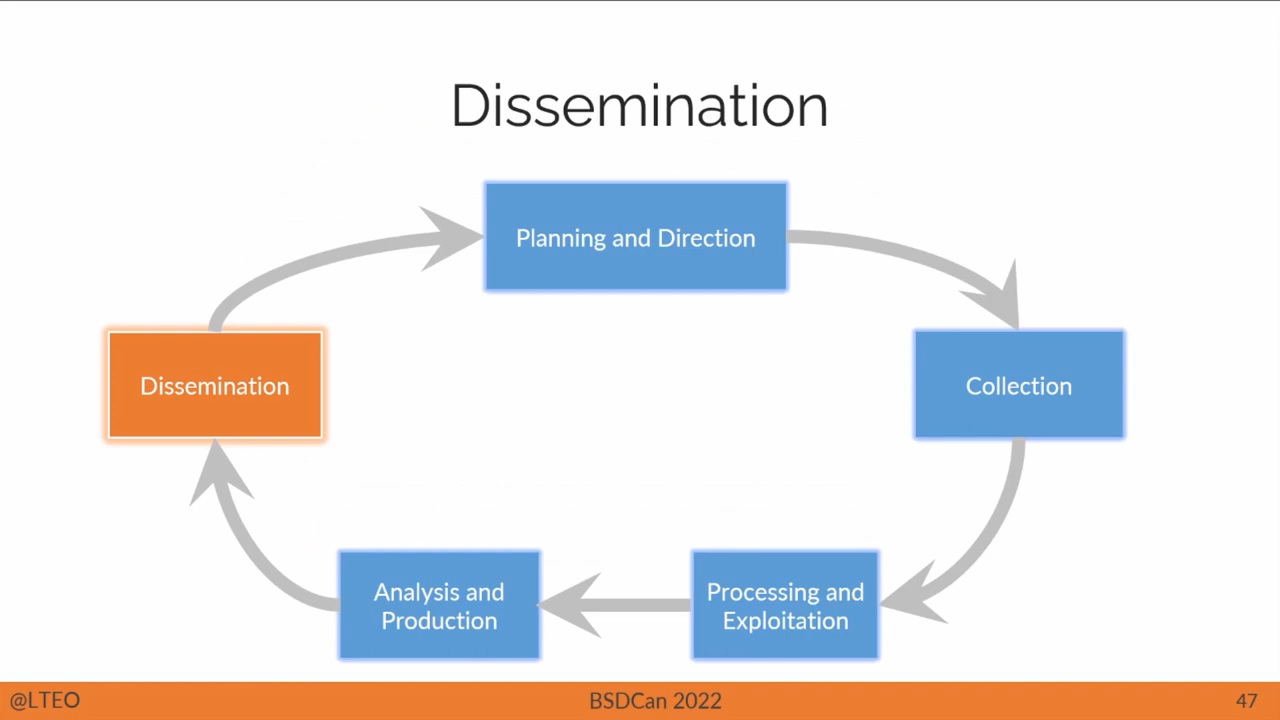 Dissemination
Planning and Direction
Dissemination
Collection
Analysis and
Production
Processing and
Exploitation
@LTEO
BSDCan 2022
47